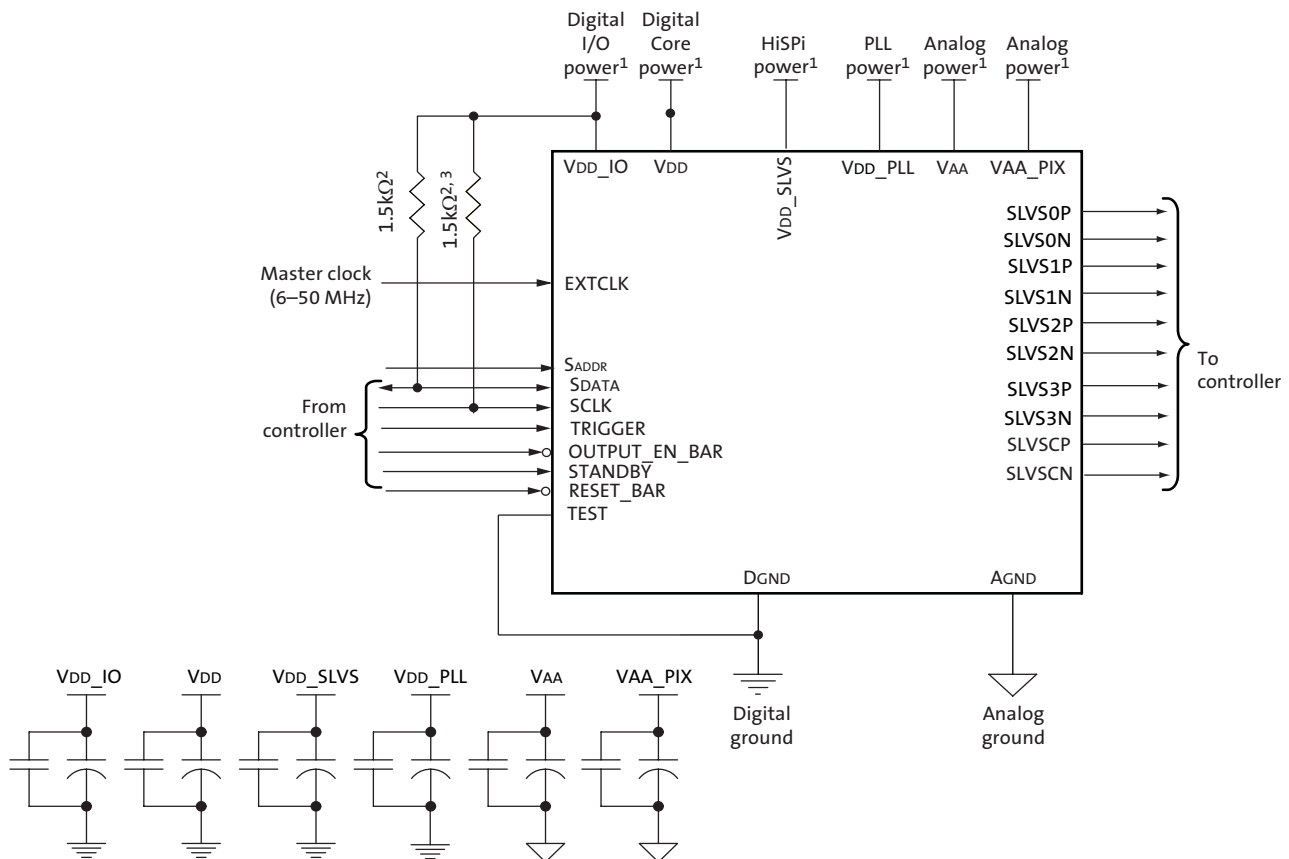 Digital
I/O
power1
Digital
Core
power1
HiSPi
power1
PLL
power1
Analog
power1
Analog
power1
VDD_IO
VDD
VDD_SLVS
VDD_PLL
VAA
VAA_PIX
1.5kΩ2
1.5kΩ2, 3
Master clock
(6–50 MHz)
EXTCLK
SADDR
SDATA
SCLK
TRIGGER
OUTPUT_EN_BAR
STANDBY
RESET_BAR
TEST
From
controller
SLVS0P
SLVS0N
SLVS1P
SLVS1N
SLVS2P
SLVS2N
SLVS3P
SLVS3N
SLVSCP
SLVSCN
To
controller
DGND
AGND
Digital
ground
Analog
ground
VDD_IO
VDD
VDD_SLVS
VDD_PLL
VAA
VAA_PIX